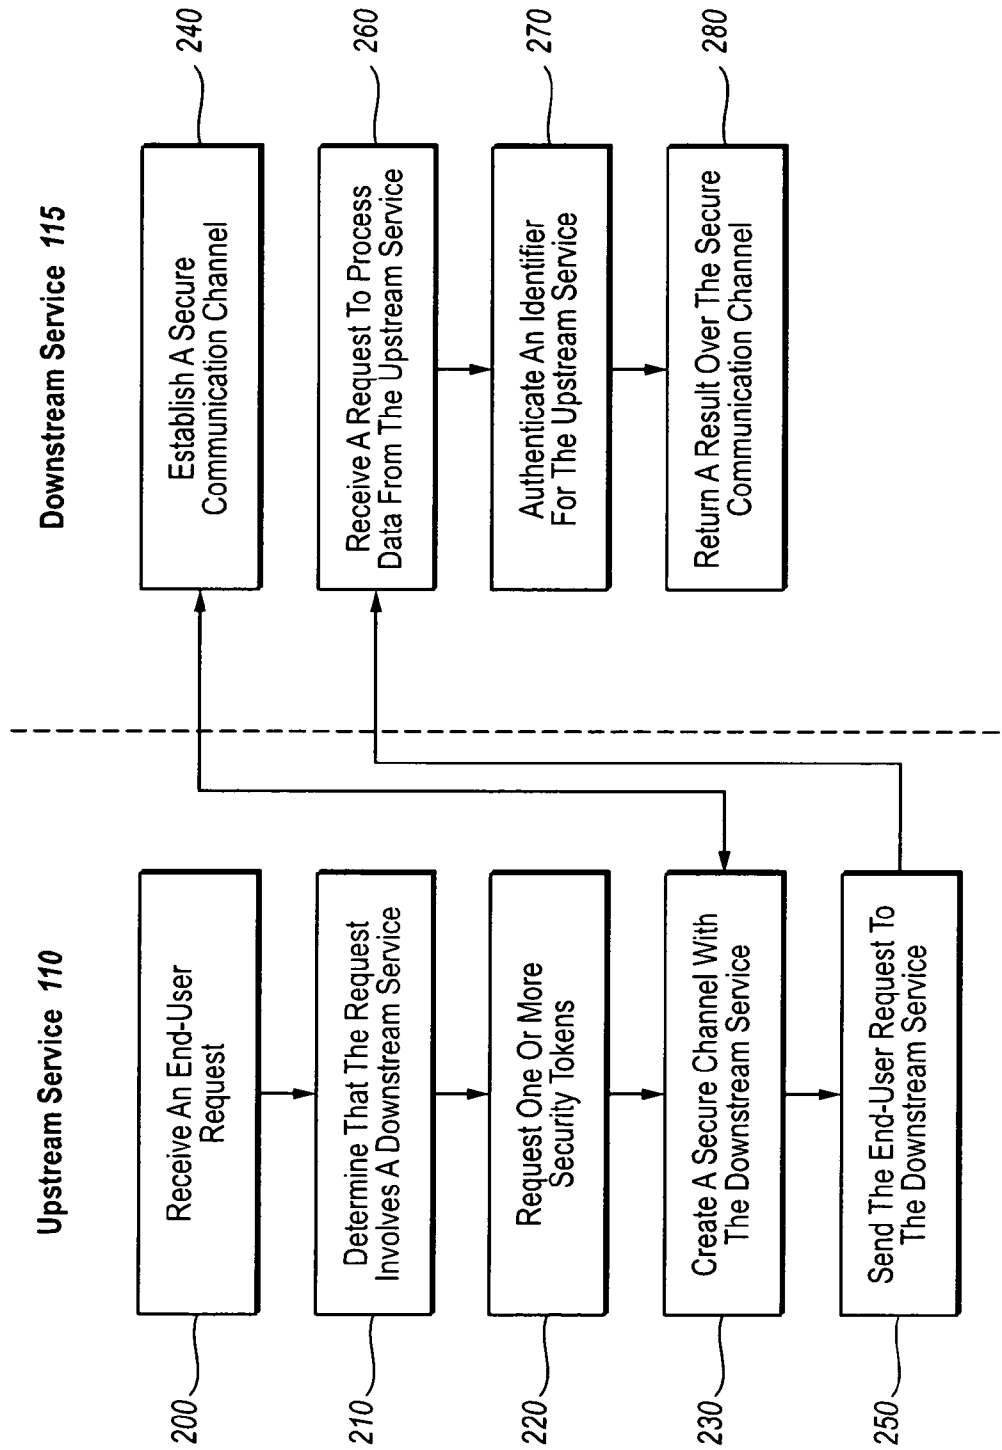 Upstream Service 110
200
Receive An End-User
Request
210
Determine That The Request
Involves A Downstream Service
220
Request One Or More
Security Tokens
230
Create A Secure Channel With
The Downstream Service
250
Send The End-User Request To
The Downstream Service
Downstream Service 115
Establish A Secure
Communication Channel
240
Receive A Request To Process
Data From The Upstream Service
260
Authenticate An Identifier
For The Upstream Service
270
Return A Result Over The Secure
Communication Channel
280